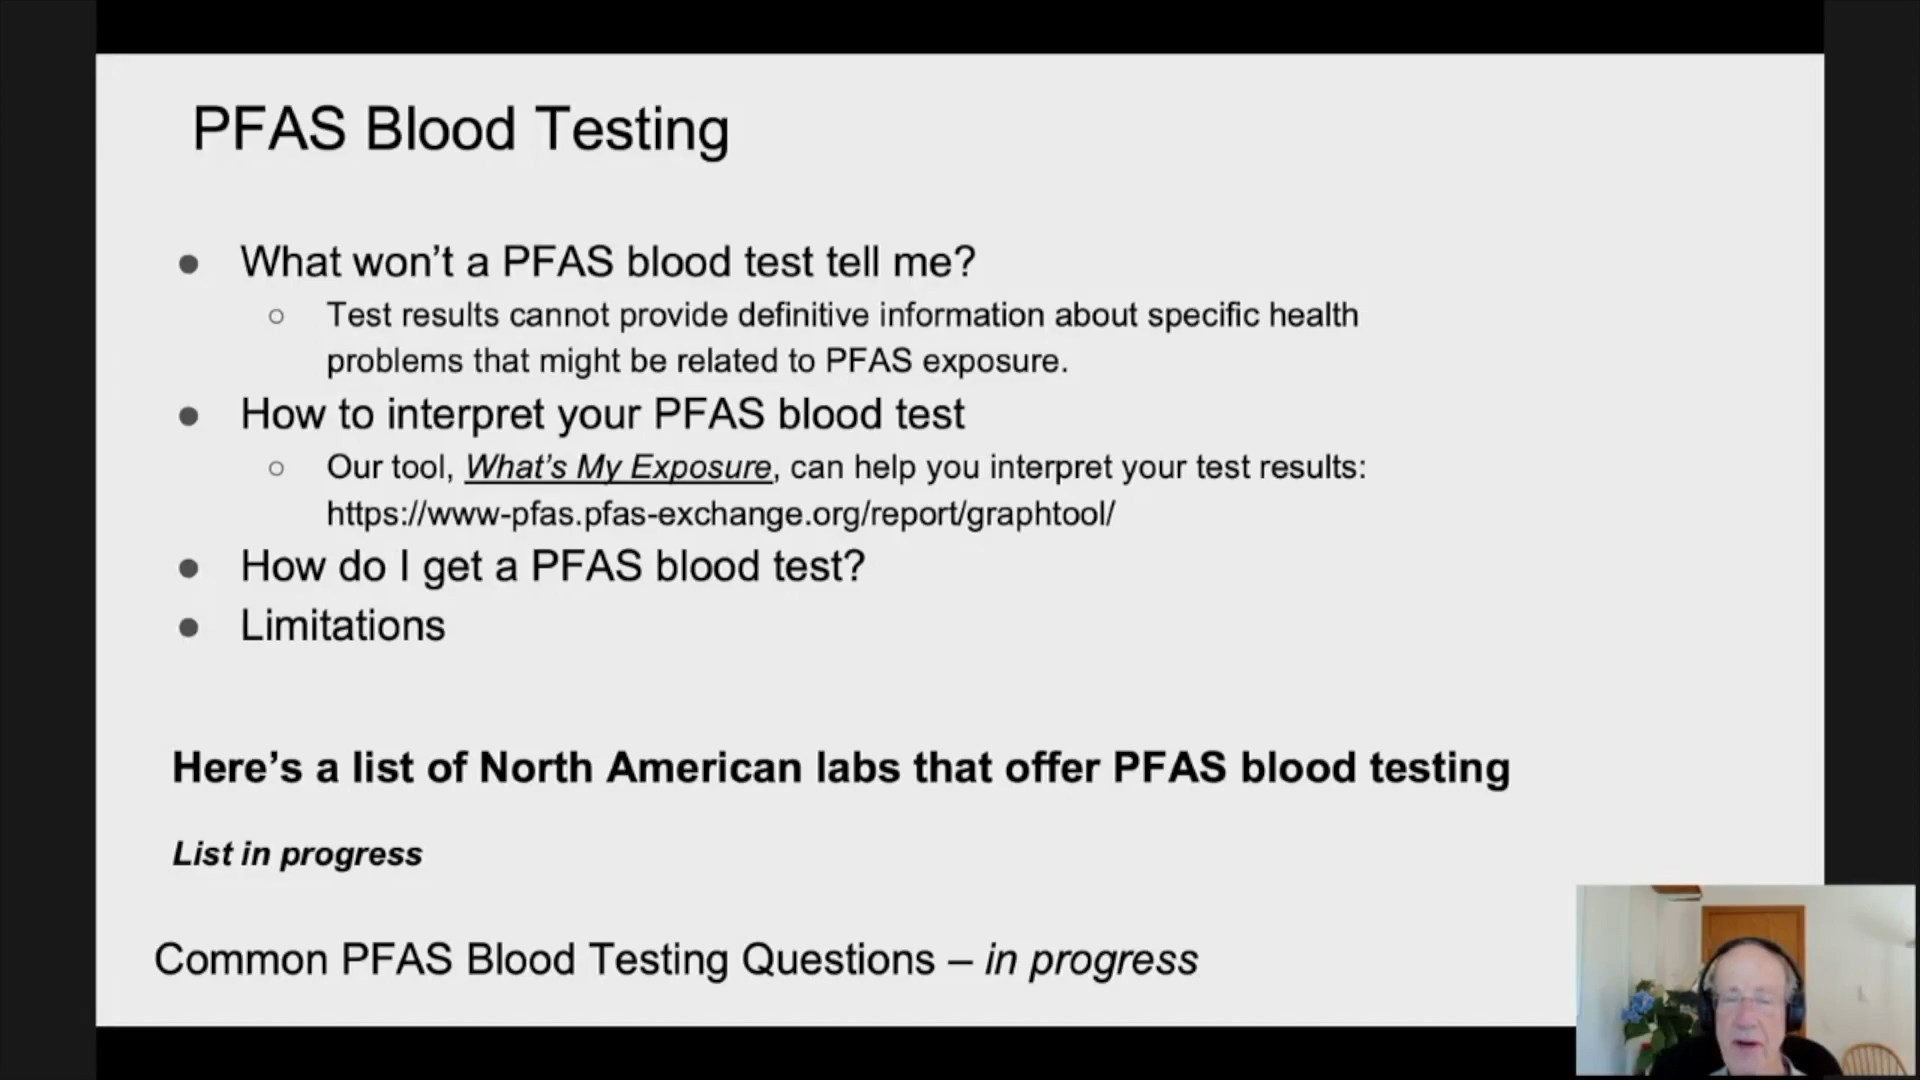 PFAS Blood Testing
● What won’t a PFAS blood test tell me?
○ Test results cannot provide definitive information about specific health
problems that might be related to PFAS exposure.
● How to interpret your PFAS blood test
○ Our tool, What’s My Exposure, can help you interpret your test results:
https://www-pfas.pfas-exchange.org/report/graphtool/
● How do I get a PFAS blood test?
● Limitations
Here’s a list of North American labs that offer PFAS blood testing
List in progress
Common PFAS Blood Testing Questions – in progress